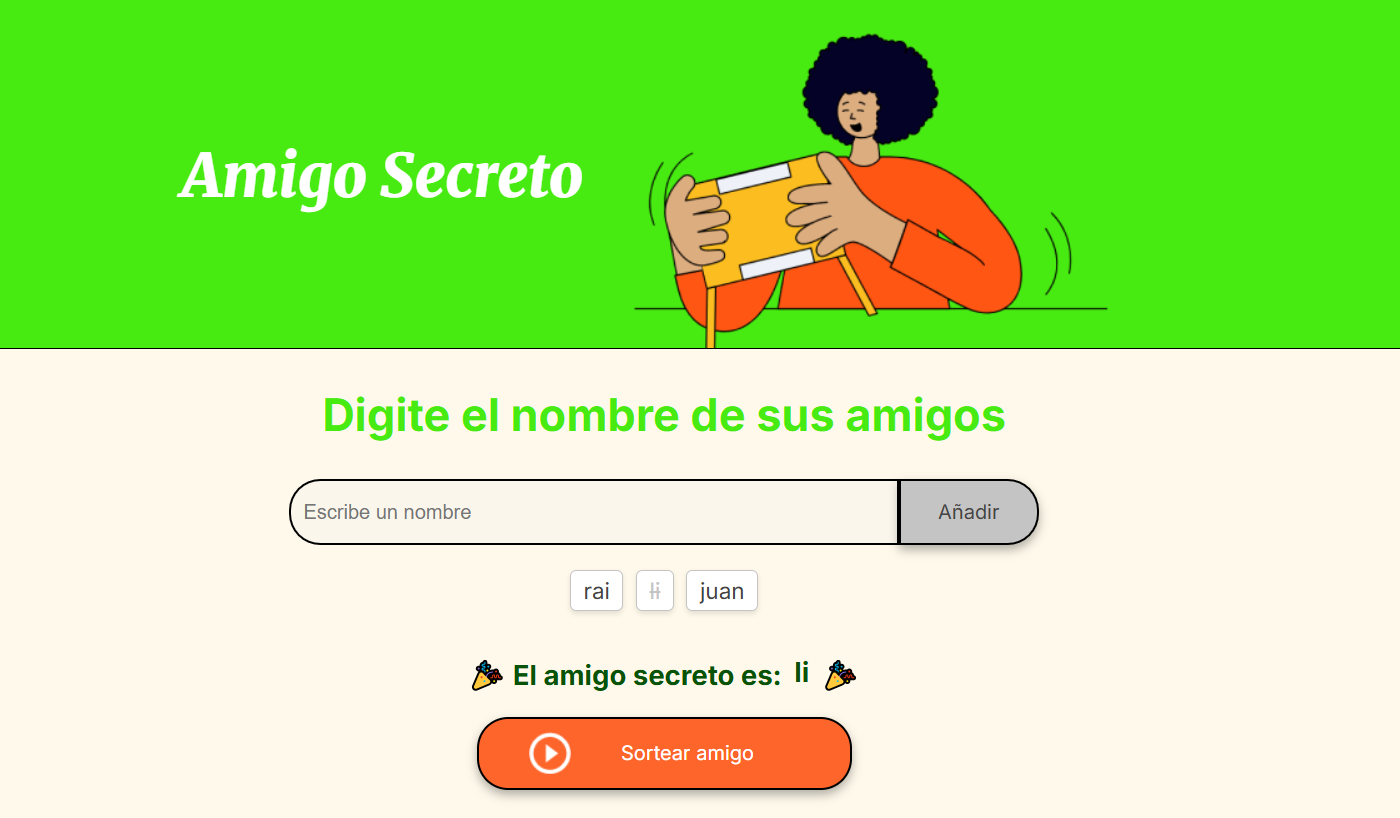 Amigo Secreto
Digite el nombre de sus amigos
Escribe un nombre Añadir
rai li juan
El amigo secreto es: li
Sortear amigo